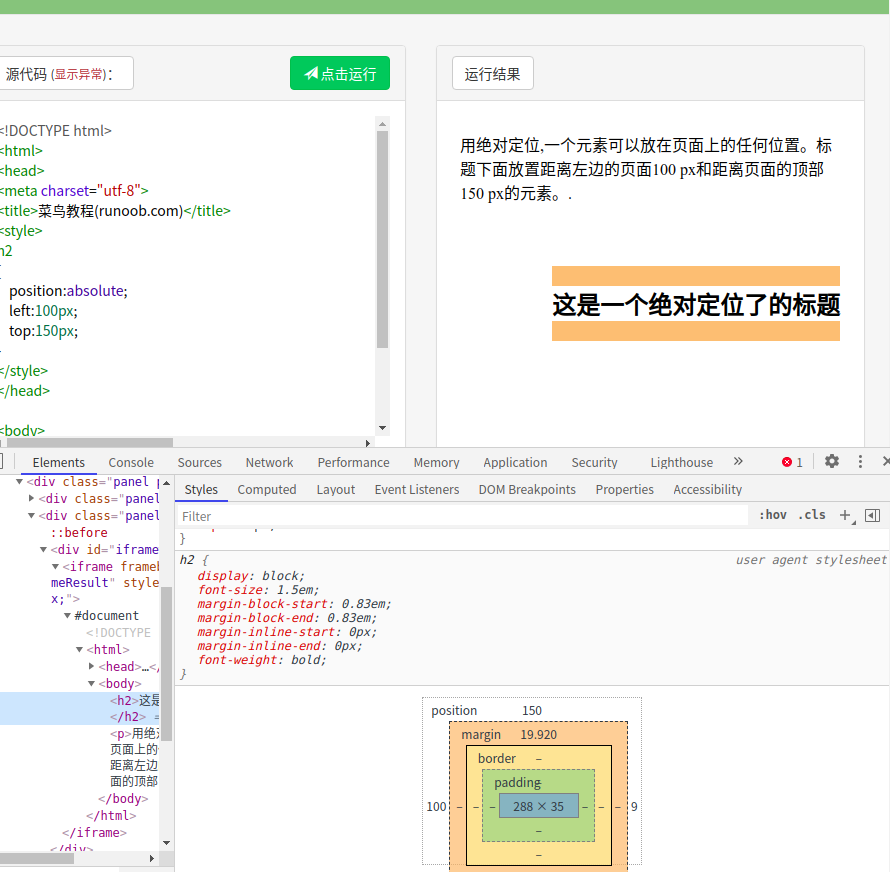 源代码 (显示异常)：
点击运行
运行结果
<!DOCTYPE html>
<html>
<head>
<meta charset="utf-8">
<title>菜鸟教程(runoob.com)</title>
<style>
h2
{
position:absolute;
left:100px;
top:150px;
</style>
</head>
<body>
用绝对定位,一个元素可以放在页面上的任何位置。标
题下面放置距离左边的页面100 px和距离页面的顶部
150 px的元素。.
这是一个绝对定位了的标题
Elements Console Sources Network Performance Memory Application Security Lighthouse » 1
<div class="panel p
<div class="panel
<div class="panel
::before
<div id="iframe
<iframe frameb
meResult" style
x;">
#document
<!DOCTYPE
<html>
<head>…</
<body>
<h2>这是
</h2> =
<p>用绝对
页面上的
距离左边
面的顶部
</body>
</html>
</iframe>
</div>
Styles Computed Layout Event Listeners DOM Breakpoints Properties Accessibility
Filter :hov .cls +
}
h2 { user agent stylesheet
display: block;
font-size: 1.5em;
margin-block-start: 0.83em;
margin-block-end: 0.83em;
margin-inline-start: 0px;
margin-inline-end: 0px;
font-weight: bold;
}
position 150
margin 19.920
border –
padding –
100 – – – 288 × 35 – – – 9
–
–